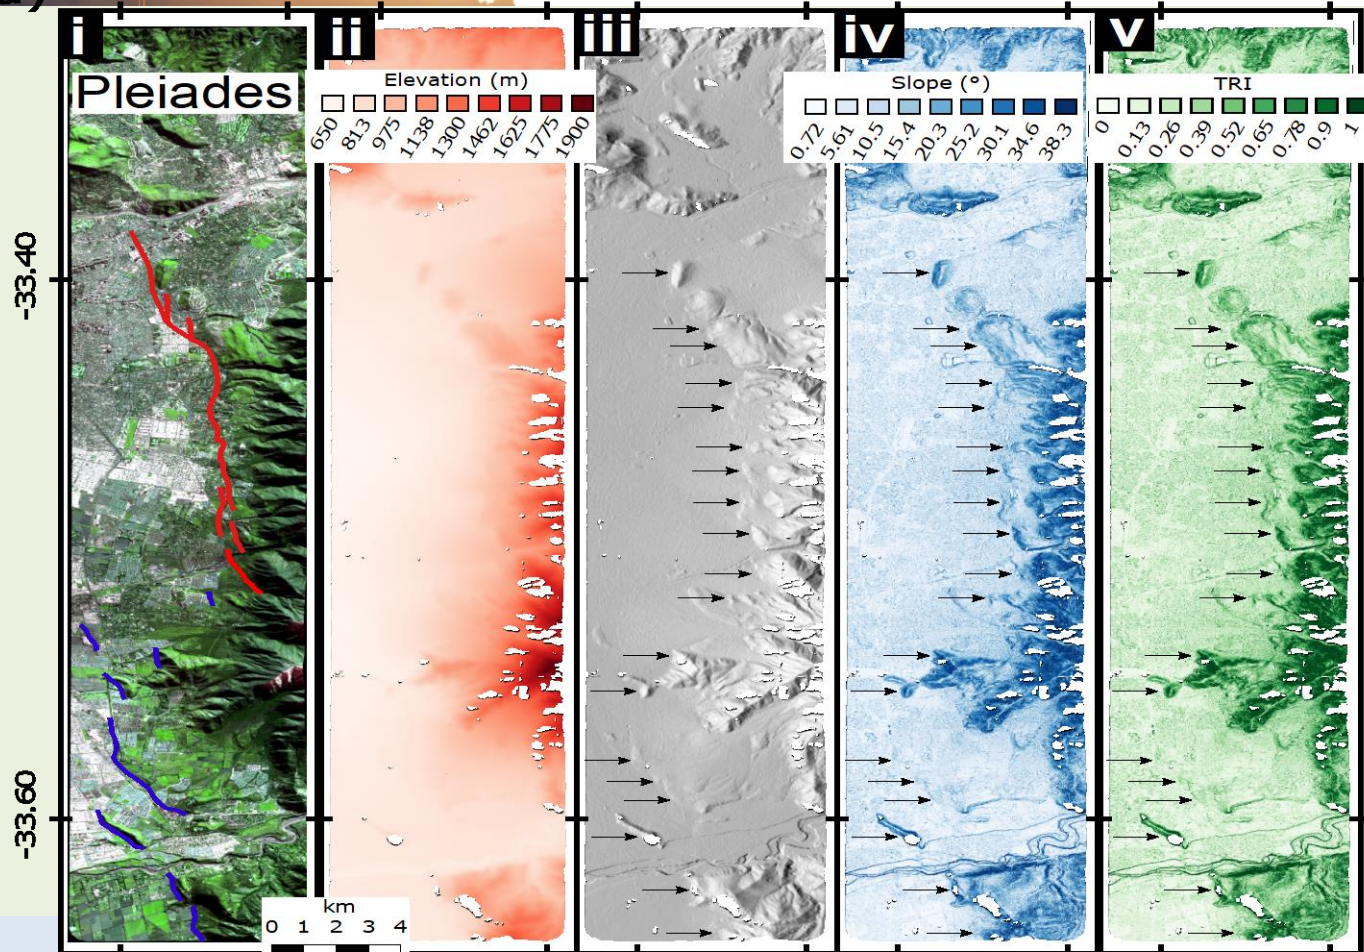 i
ii
iii
iv
v
Pleiades
Elevation (m)
650 813 975 1138 1300 1462 1625 1775 1900
Slope (°)
0.72 5.61 10.5 15.4 20.3 25.2 30.1 34.6 38.3
TRI
0 0.13 0.26 0.39 0.52 0.65 0.78 0.9 1
-33.40
-33.60
km
0 1 2 3 4